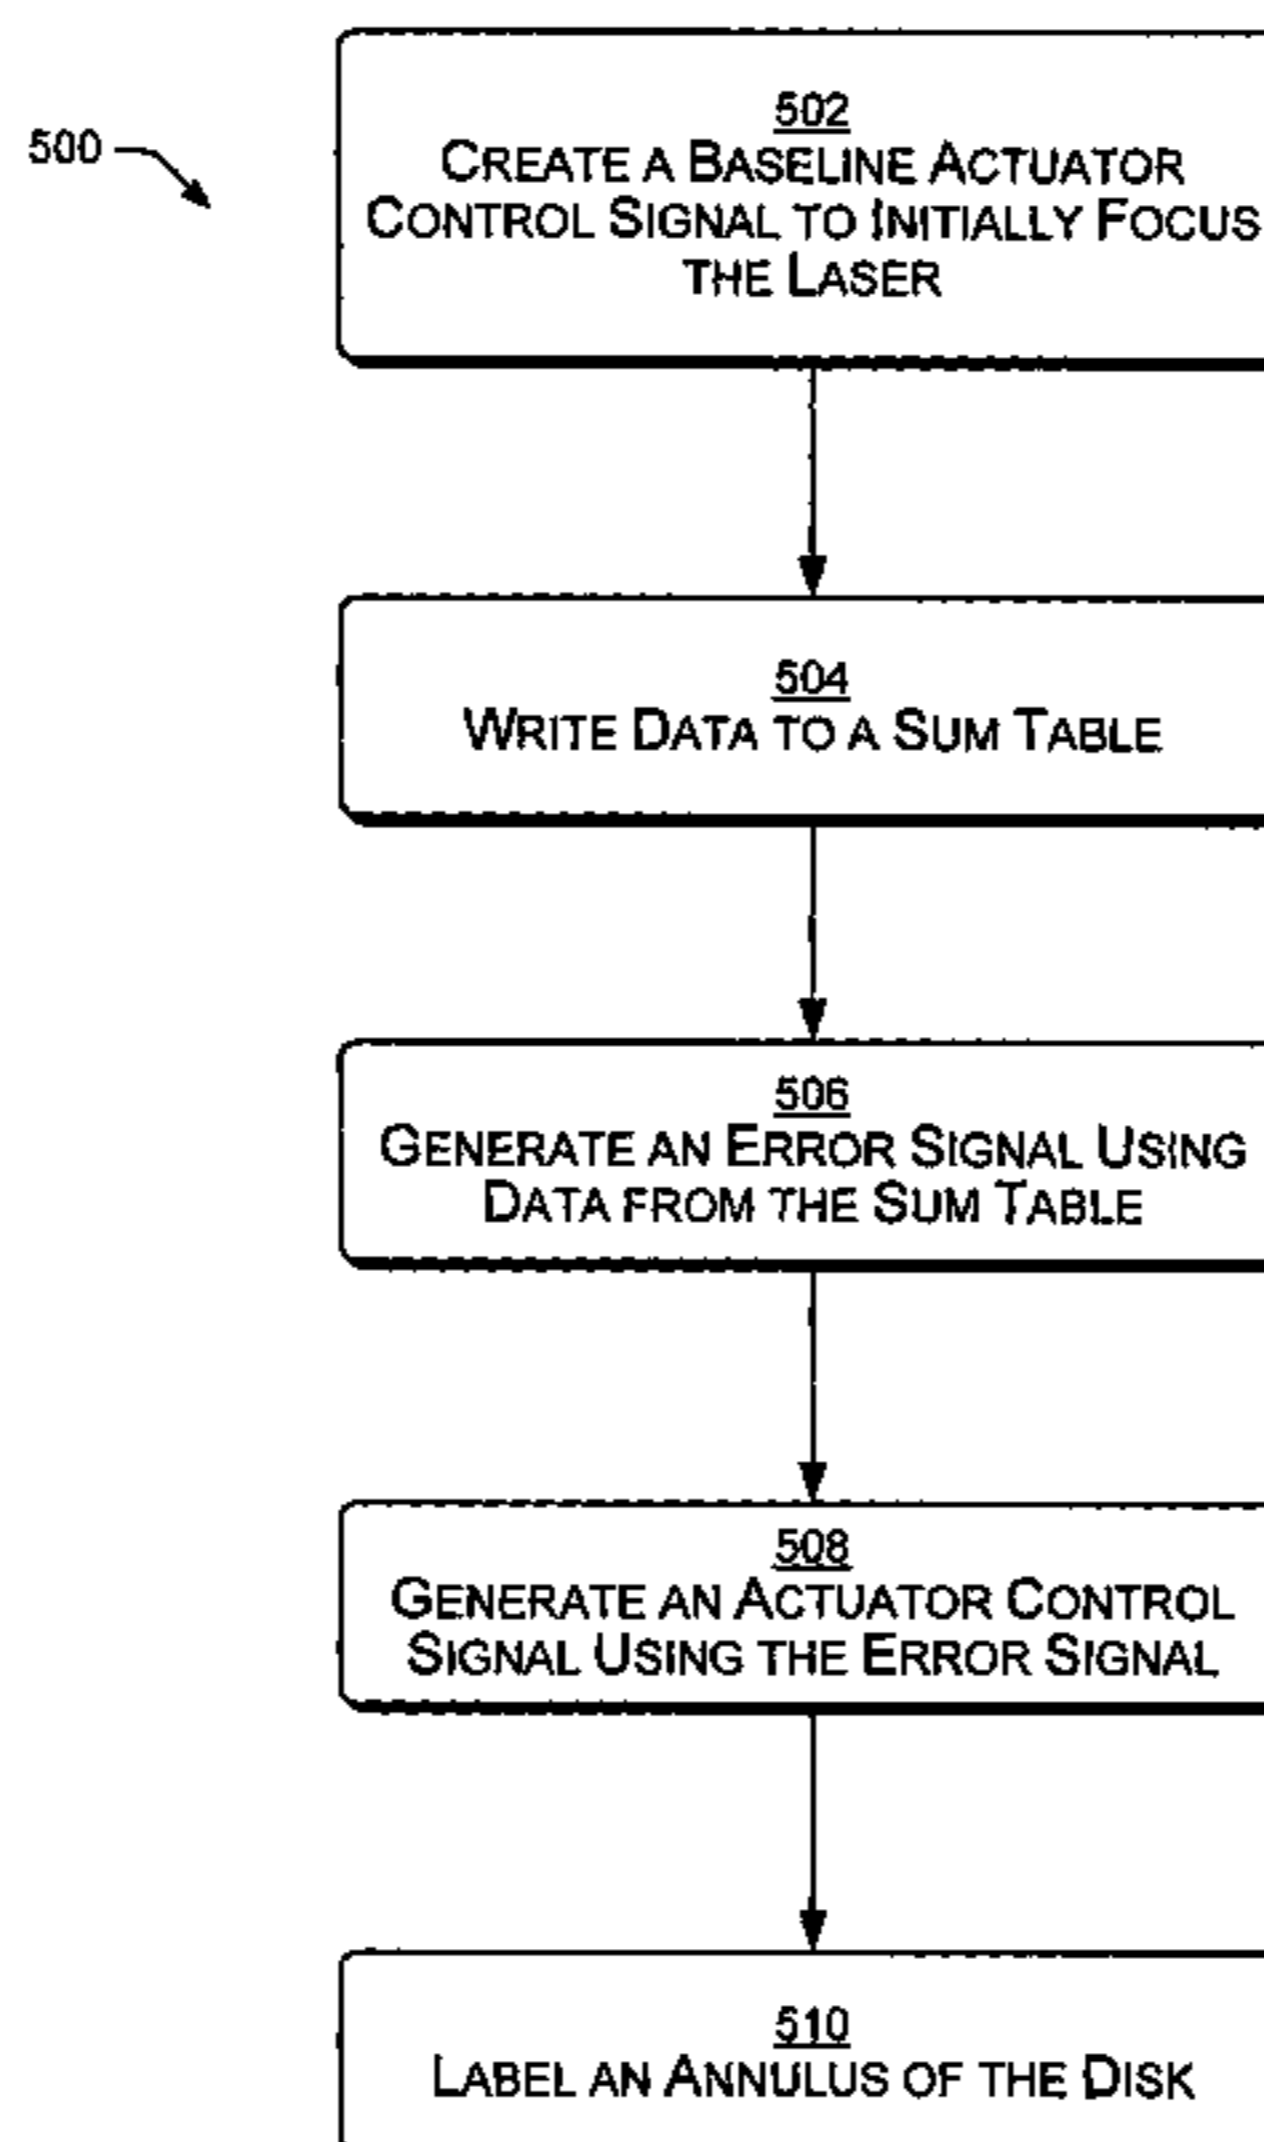 502
500
CREATE A BASELINE ACTUATOR
CONTROL SIGNAL TO INITIALLY FOCUS
THE LASER
504
WRITE DATA TO A SUM TABLE
506
GENERATE AN ERROR SIGNAL USING
DATA FROM THE SUM TABLE
508
GENERATE AN ACTUATOR CONTROL
SIGNAL USING THE ERROR SIGNAL
510
LABEL AN ANNULUS OF THE DISK